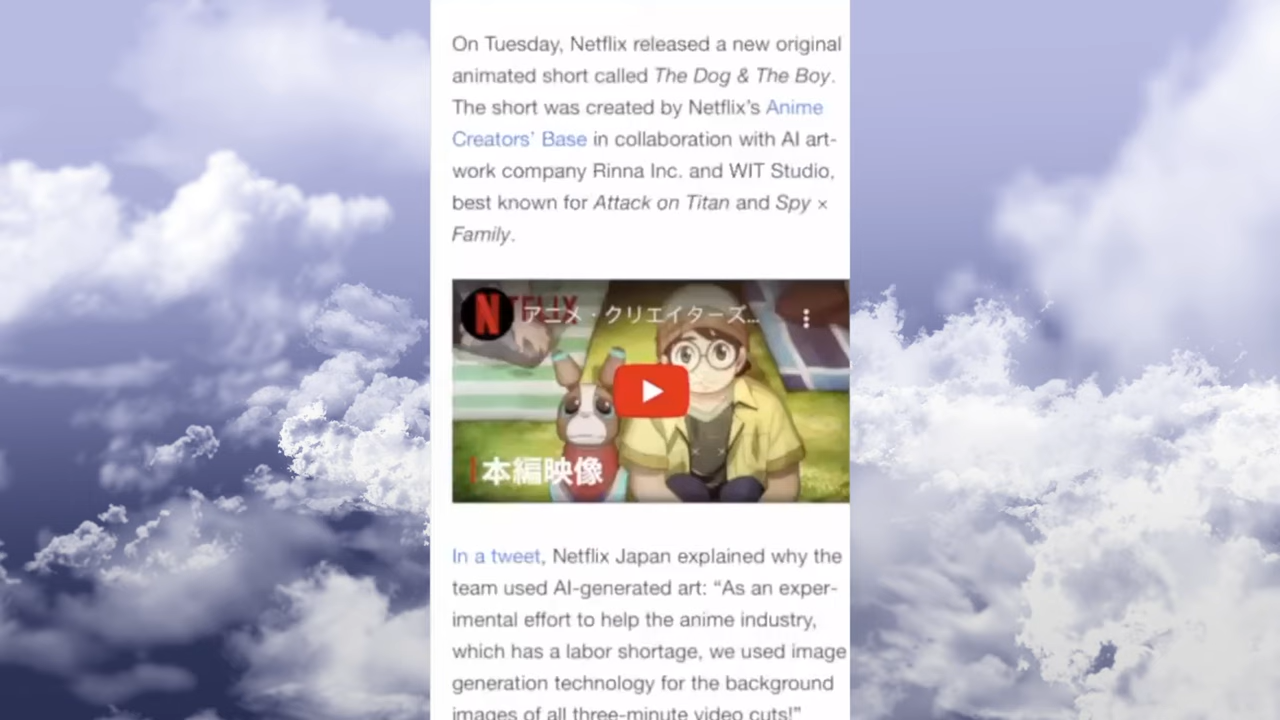 On Tuesday, Netflix released a new original
animated short called The Dog & The Boy.
The short was created by Netflix’s Anime
Creators’ Base in collaboration with AI art-
work company Rinna Inc. and WIT Studio,
best known for Attack on Titan and Spy ×
Family.
N アニメ・クリエイターズ...
本編映像
In a tweet, Netflix Japan explained why the
team used AI-generated art: “As an exper-
imental effort to help the anime industry,
which has a labor shortage, we used image
generation technology for the background
images of all three-minute video cuts!”